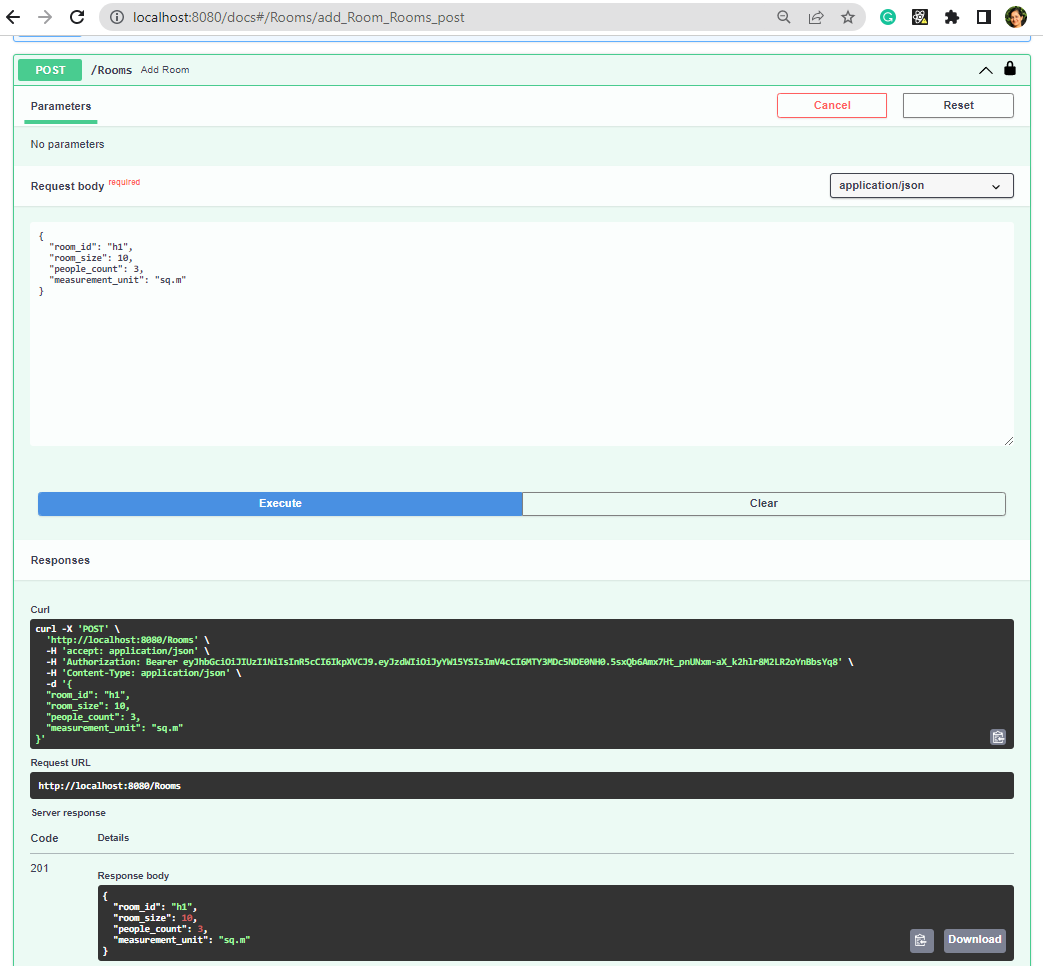 localhost:8080/docs#/Rooms/add_Room_Rooms_post
POST /Rooms Add Room
Parameters
Cancel
Reset
No parameters
Request body required
application/json
{
"room_id": "h1",
"room_size": 10,
"people_count": 3,
"measurement_unit": "sq.m"
}
Execute
Clear
Responses
Curl
curl -X 'POST' \
'http://localhost:8080/Rooms' \
-H 'accept: application/json' \
-H 'Authorization: Bearer eyJhbGciOiJIUzI1NiIsInR5cCI6IkpXVCJ9.eyJzdWIiOiJyYW15YSIsImV4cCI6MTY3MDc5NDE0NH0.5sxQb6Amx7Ht_pnUNxm-aX_k2hlr8M2LR2oYnBbsYq8' \
-H 'Content-Type: application/json' \
-d '{
"room_id": "h1",
"room_size": 10,
"people_count": 3,
"measurement_unit": "sq.m"
}'
Request URL
http://localhost:8080/Rooms
Server response
Code
Details
201
Response body
{
"room_id": "h1",
"room_size": 10,
"people_count": 3,
"measurement_unit": "sq.m"
}
Download